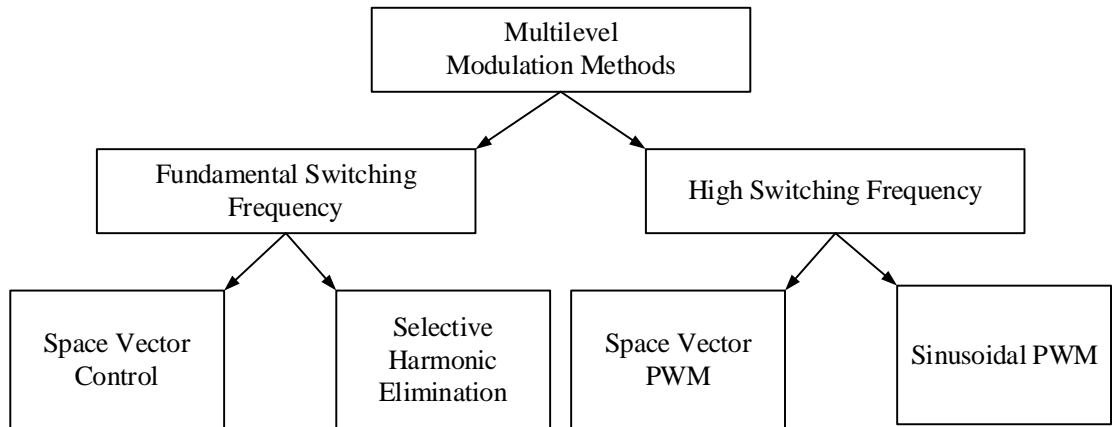 Multilevel
Modulation Methods
Fundamental Switching
Frequency
High Switching Frequency
Space Vector
Control
Selective
Harmonic
Elimination
Space Vector
PWM
Sinusoidal PWM